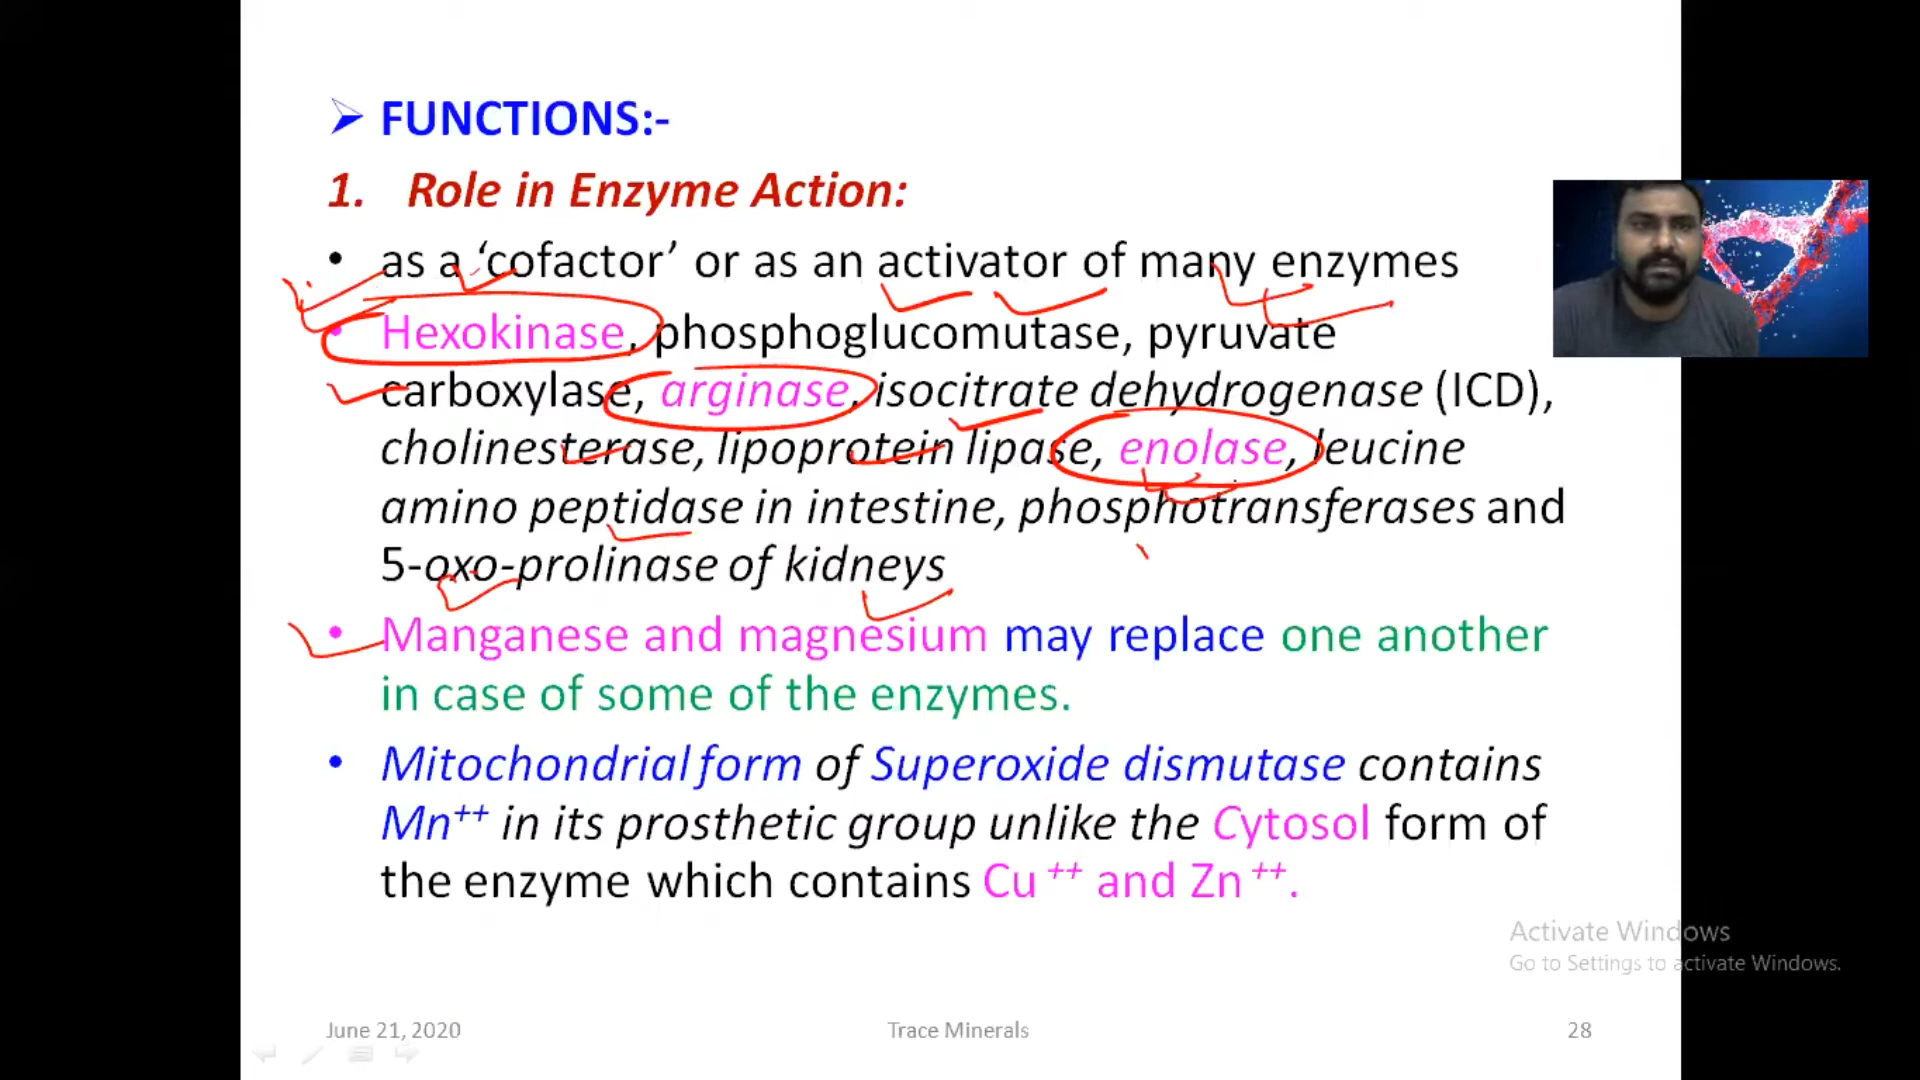 FUNCTIONS:-
1. Role in Enzyme Action:
• as a ‘cofactor’ or as an activator of many enzymes
• Hexokinase, phosphoglucomutase, pyruvate
carboxylase, arginase, isocitrate dehydrogenase (ICD),
cholinesterase, lipoprotein lipase, enolase, leucine
amino peptidase in intestine, phosphotransferases and
5-oxo-prolinase of kidneys
• Manganese and magnesium may replace one another
in case of some of the enzymes.
• Mitochondrial form of Superoxide dismutase contains
Mn⁺⁺ in its prosthetic group unlike the Cytosol form of
the enzyme which contains Cu ⁺⁺ and Zn ⁺⁺.
Activate Windows
Go to Settings to activate Windows.
June 21, 2020
Trace Minerals
28